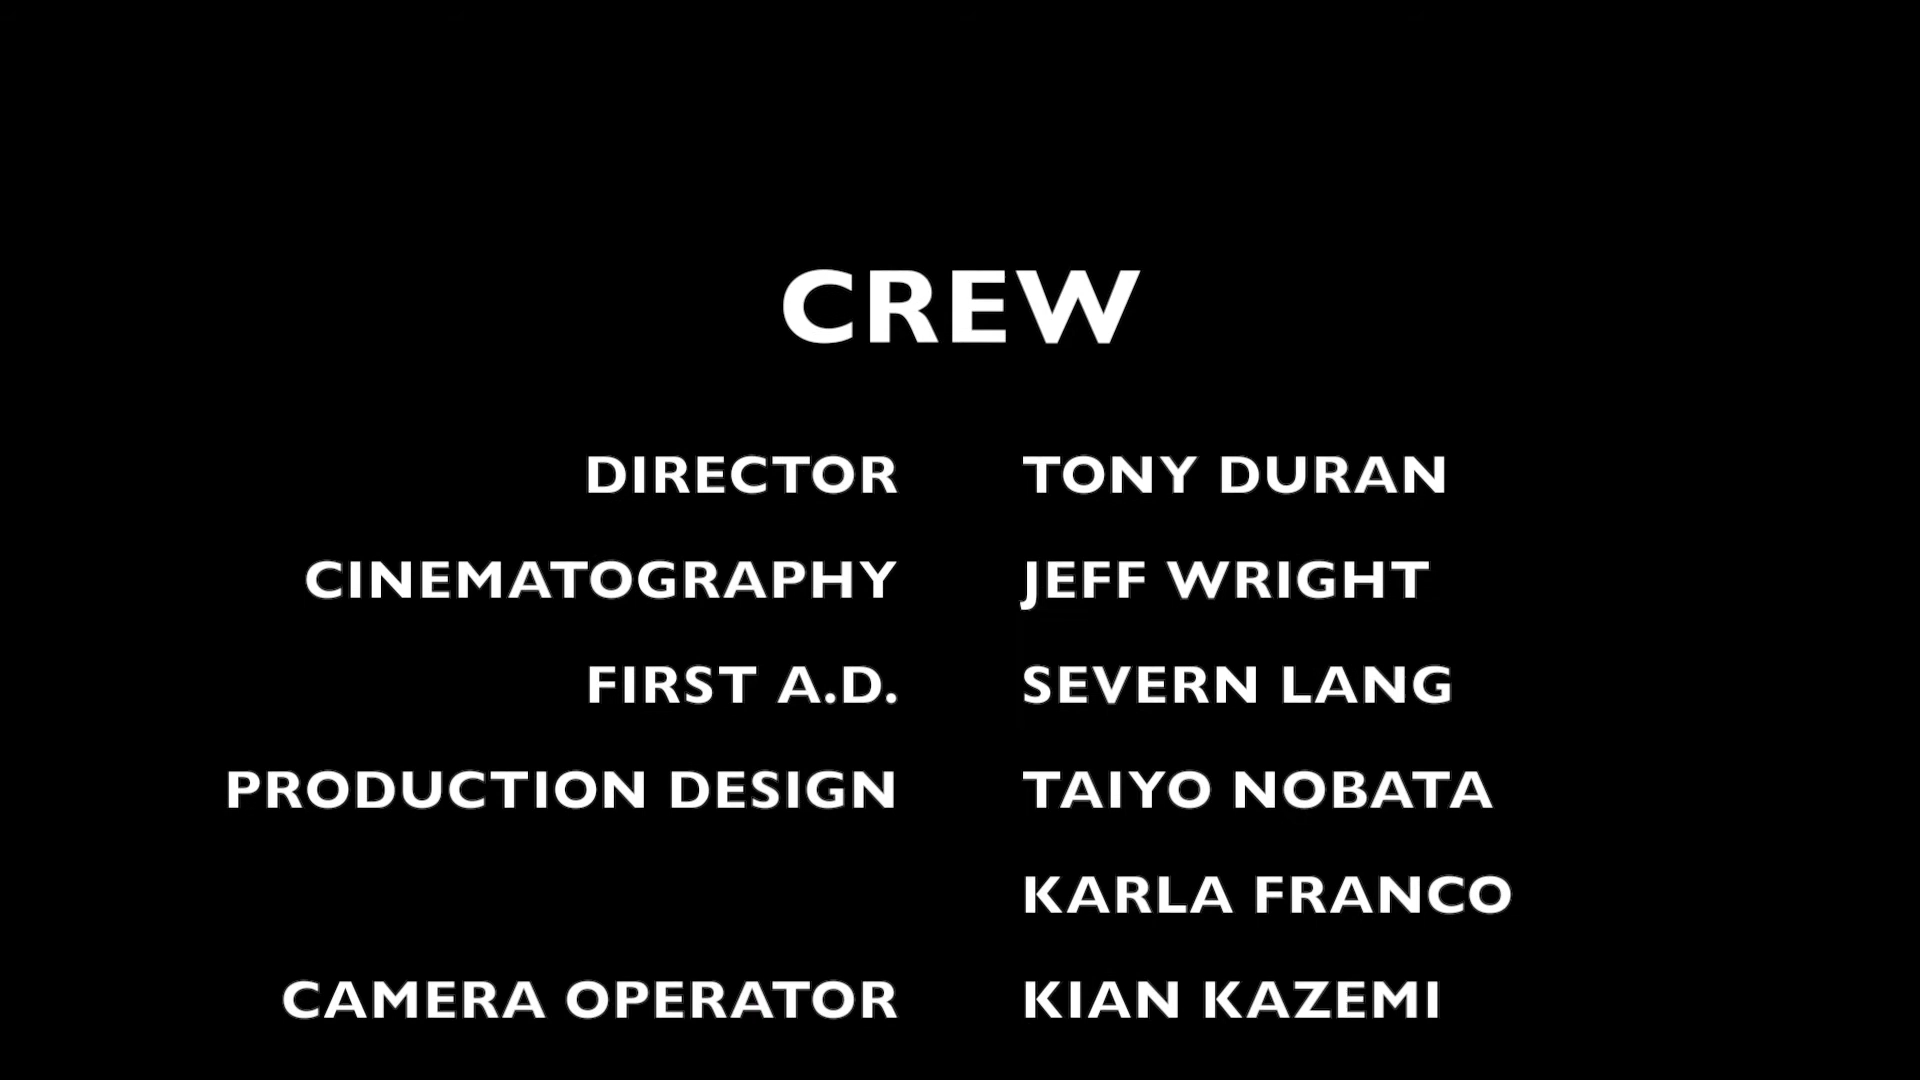 CREW
DIRECTOR TONY DURAN
CINEMATOGRAPHY JEFF WRIGHT
FIRST A.D. SEVERN LANG
PRODUCTION DESIGN TAIYO NOBATA
KARLA FRANCO
CAMERA OPERATOR KIAN KAZEMI